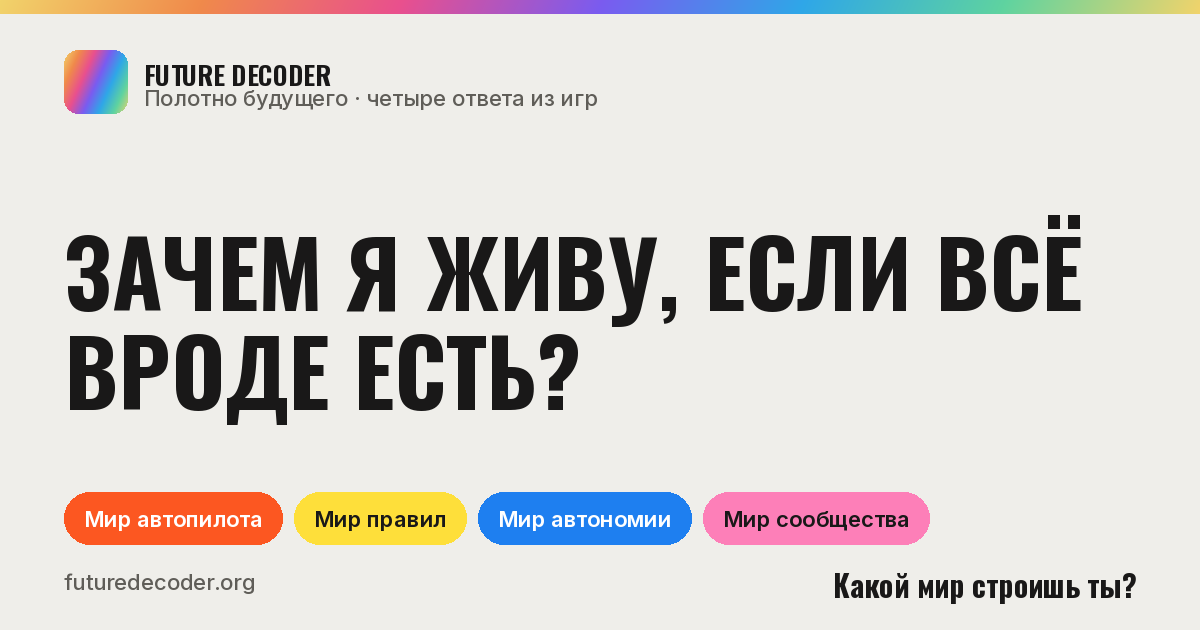 FUTURE DECODER
Полотно будущего · четыре ответа из игр
ЗАЧЕМ Я ЖИВУ, ЕСЛИ ВСЁ
ВРОДЕ ЕСТЬ?
Мир автопилота
Мир правил
Мир автономии
Мир сообщества
futuredecoder.org
Какой мир строишь ты?